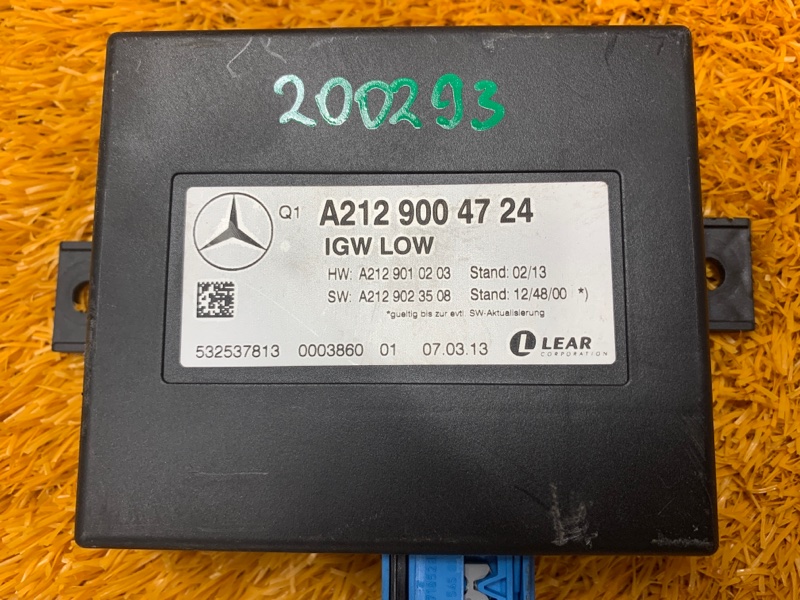 200293
Q1 A212 900 47 24
IGW LOW
HW: A212 901 02 03 Stand: 02/13
SW: A212 902 35 08 Stand: 12/48/00 *)
*gueltig bis zur evtl. SW-Aktualisierung
532537813 0003860 01 07.03.13 LEAR
CORPORATION